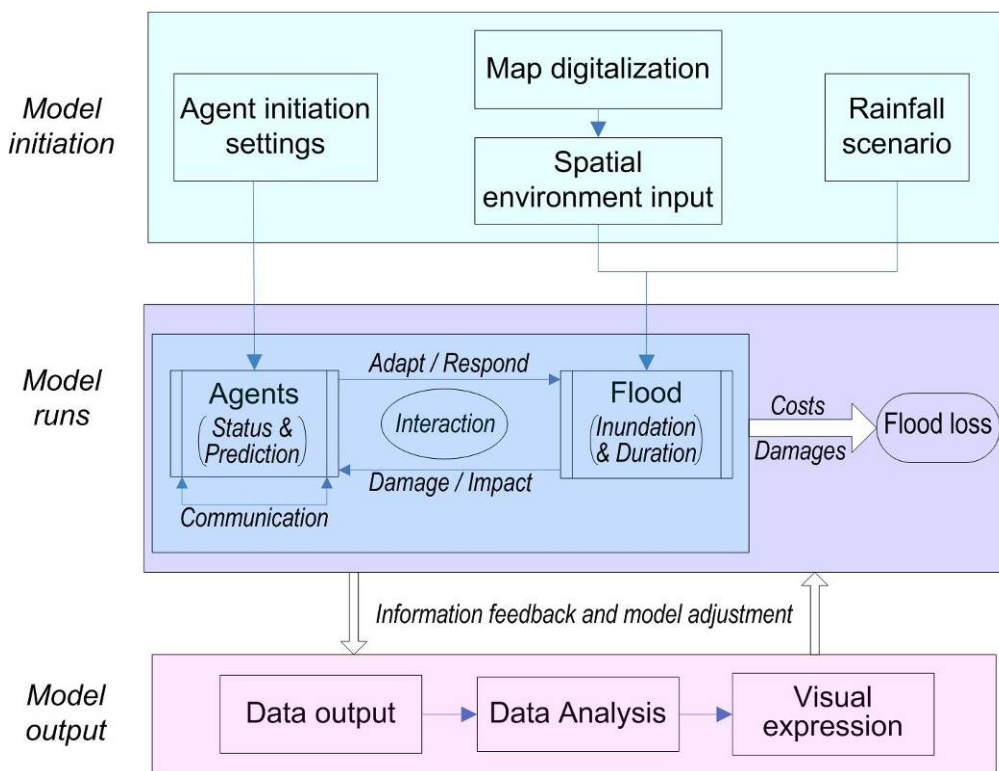 Model
initiation
Agent initiation
settings
Map digitalization
Spatial
environment input
Rainfall
scenario
Model
runs
Agents
(Status &
Prediction)
Adapt / Respond
Interaction
Damage / Impact
Communication
Flood
(Inundation
& Duration)
Costs
Damages
Flood loss
Information feedback and model adjustment
Model
output
Data output
Data Analysis
Visual
expression